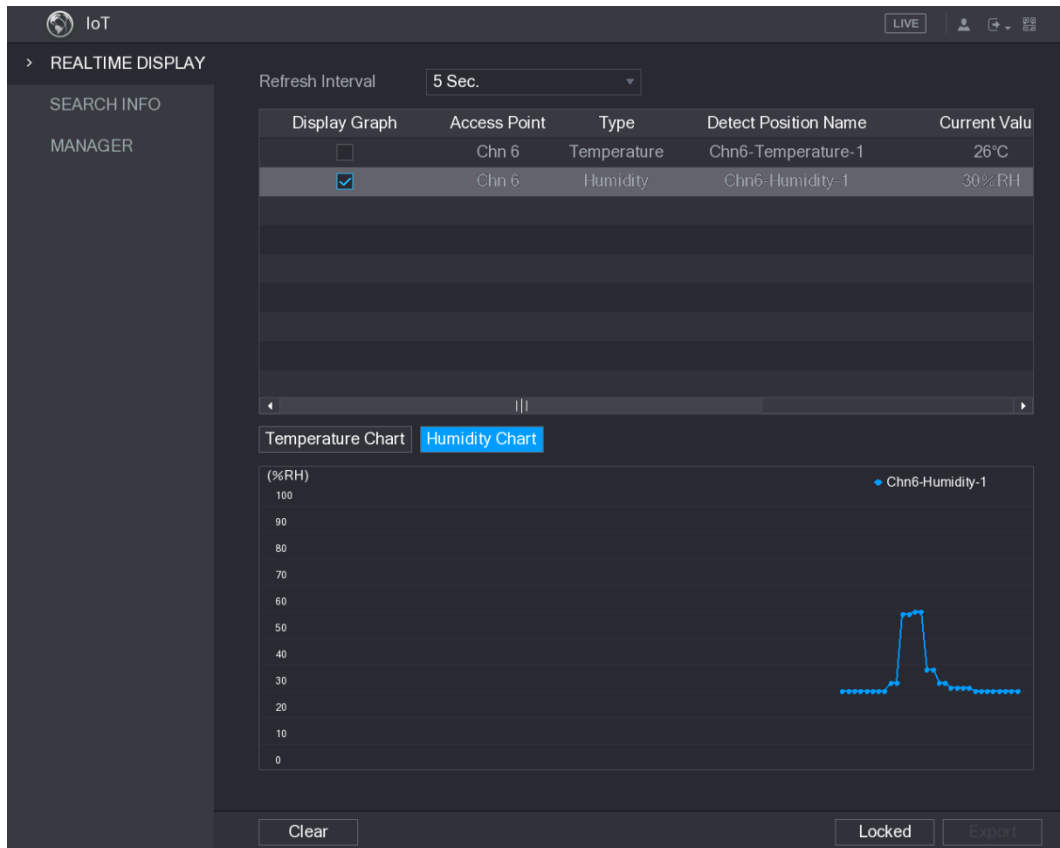 IoT LIVE
REALTIME DISPLAY
SEARCH INFO
MANAGER
Refresh Interval 5 Sec.
Display Graph Access Point Type Detect Position Name Current Valu
Chn 6 Temperature Chn6-Temperature-1 26°C
Chn 6 Humidity Chn6-Humidity-1 30%RH
Temperature Chart Humidity Chart
(%RH)
Chn6-Humidity-1
100
90
80
70
60
50
40
30
20
10
0
Clear Locked Export